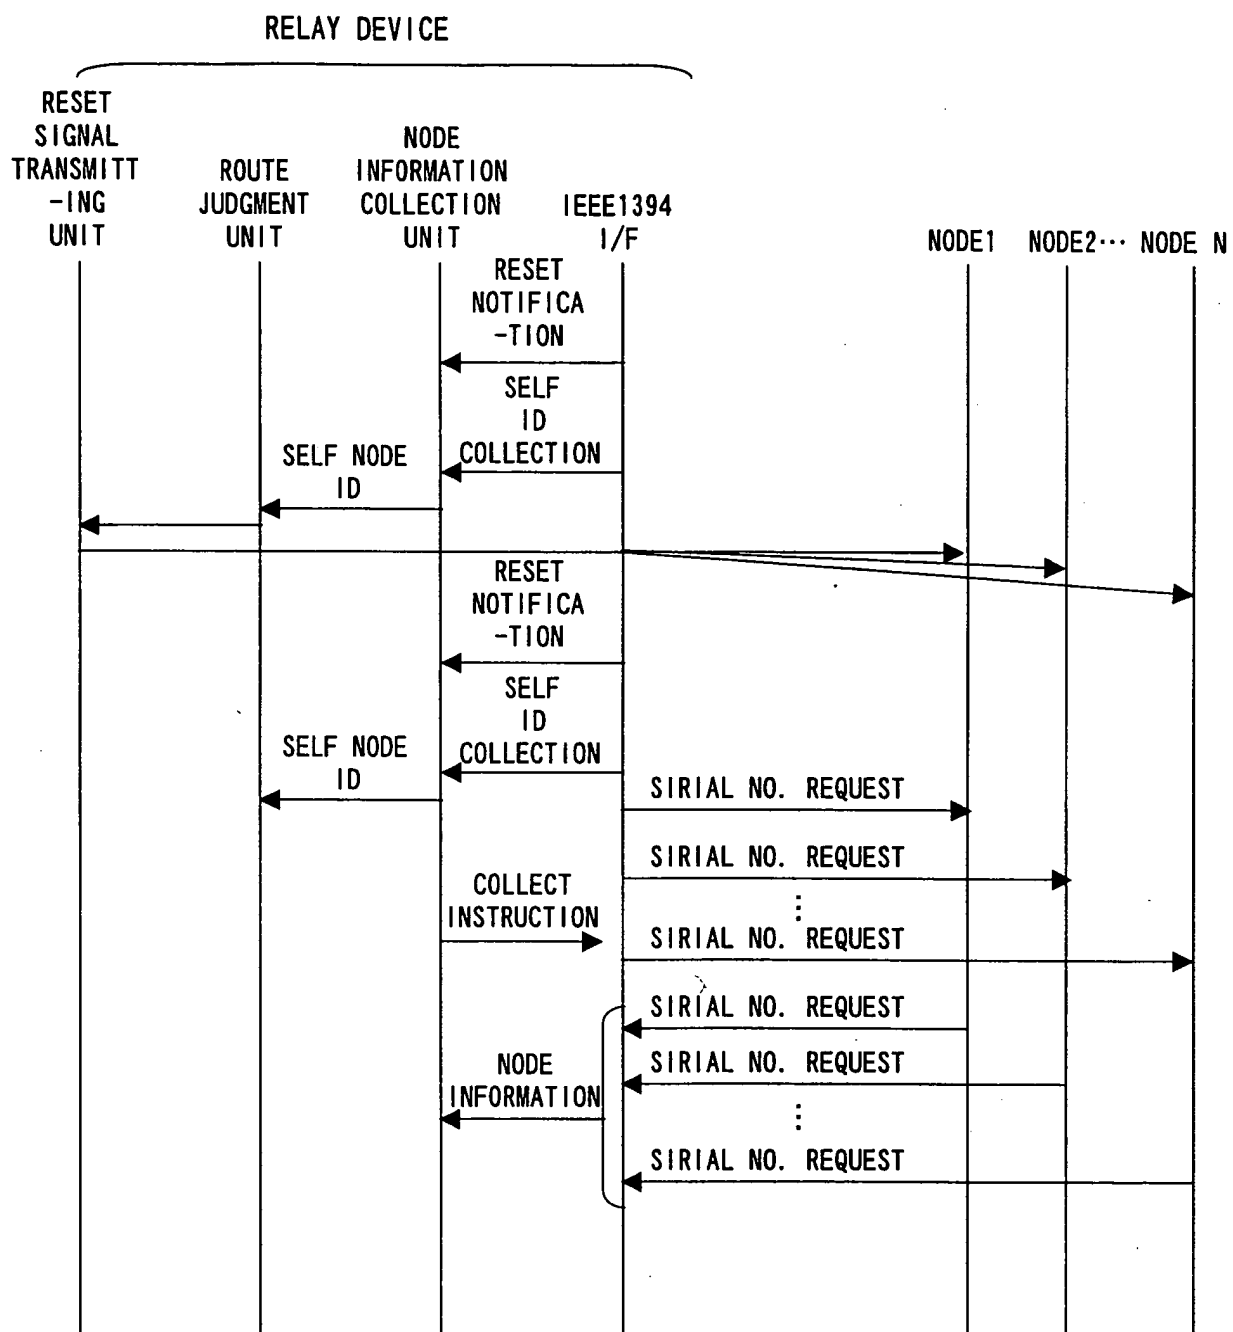 RELAY DEVICE
RESET
SIGNAL
TRANSMITT
-ING
UNIT
ROUTE
JUDGMENT
UNIT
NODE
INFORMATION
COLLECTION
UNIT
IEEE1394
I/F
NODE1
NODE2···
NODE N
RESET
NOTIFICA
-TION
SELF
ID
COLLECTION
SELF NODE
ID
RESET
NOTIFICA
-TION
SELF
ID
COLLECTION
SELF NODE
ID
SIRIAL NO. REQUEST
SIRIAL NO. REQUEST
COLLECT
INSTRUCTION
SIRIAL NO. REQUEST
SIRIAL NO. REQUEST
SIRIAL NO. REQUEST
NODE
INFORMATION
SIRIAL NO. REQUEST